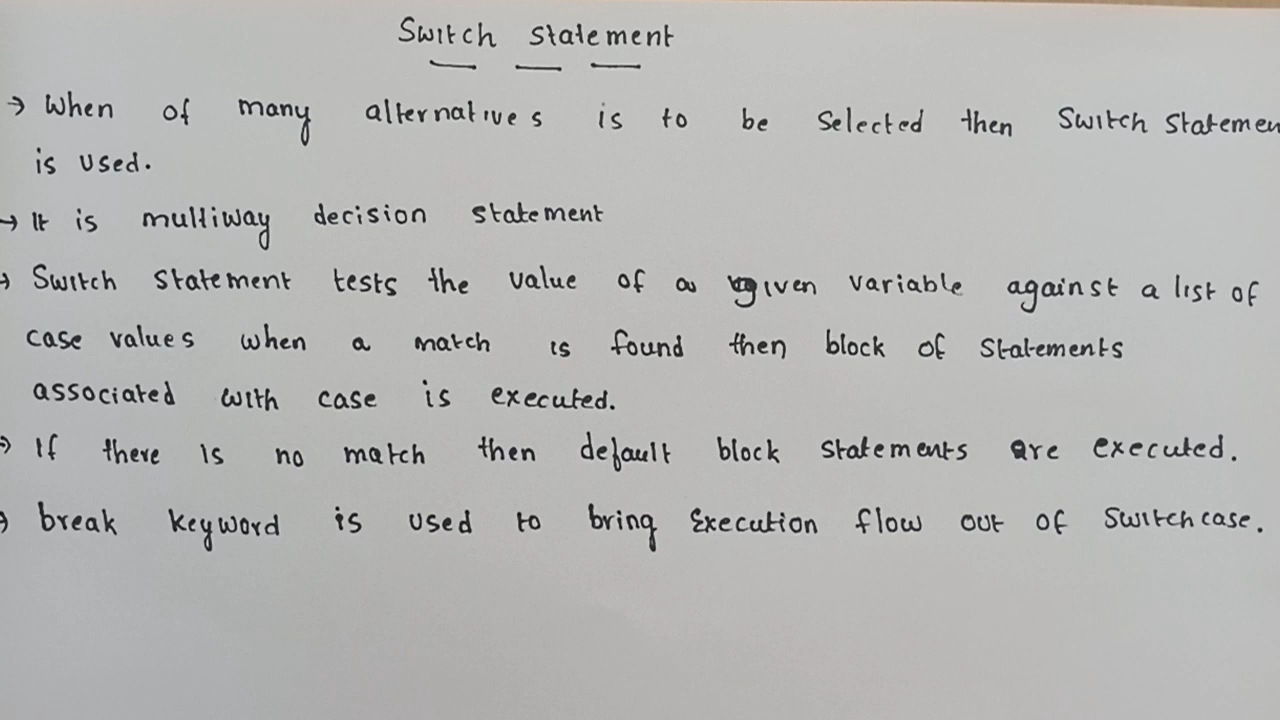 Switch statement
→ When of many alternatives is to be Selected then Switch Statemen
is used.
→ It is multiway decision statement
→ Switch Statement tests the value of a given variable against a list of
case values when a match is found then block of Statements
associated with case is executed.
→ If there is no match then default block statements are executed.
→ break keyword is used to bring Execution flow out of Switch case.